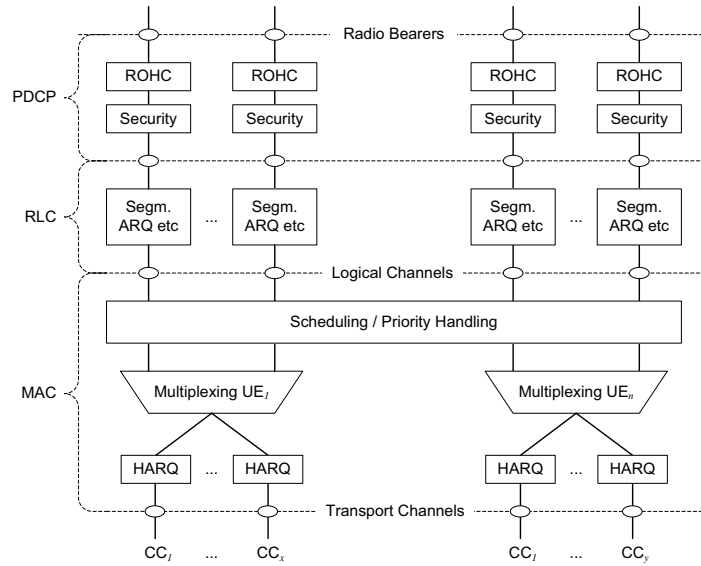 Radio Bearers
ROHC ROHC ROHC ROHC
PDCP
Security Security Security Security
Segm. ARQ etc ... Segm. ARQ etc Segm. ARQ etc ... Segm. ARQ etc
RLC
Logical Channels
Scheduling / Priority Handling
MAC
Multiplexing UE1 Multiplexing UEn
HARQ ... HARQ HARQ ... HARQ
Transport Channels
CC1 ... CCx CC1 ... CCy